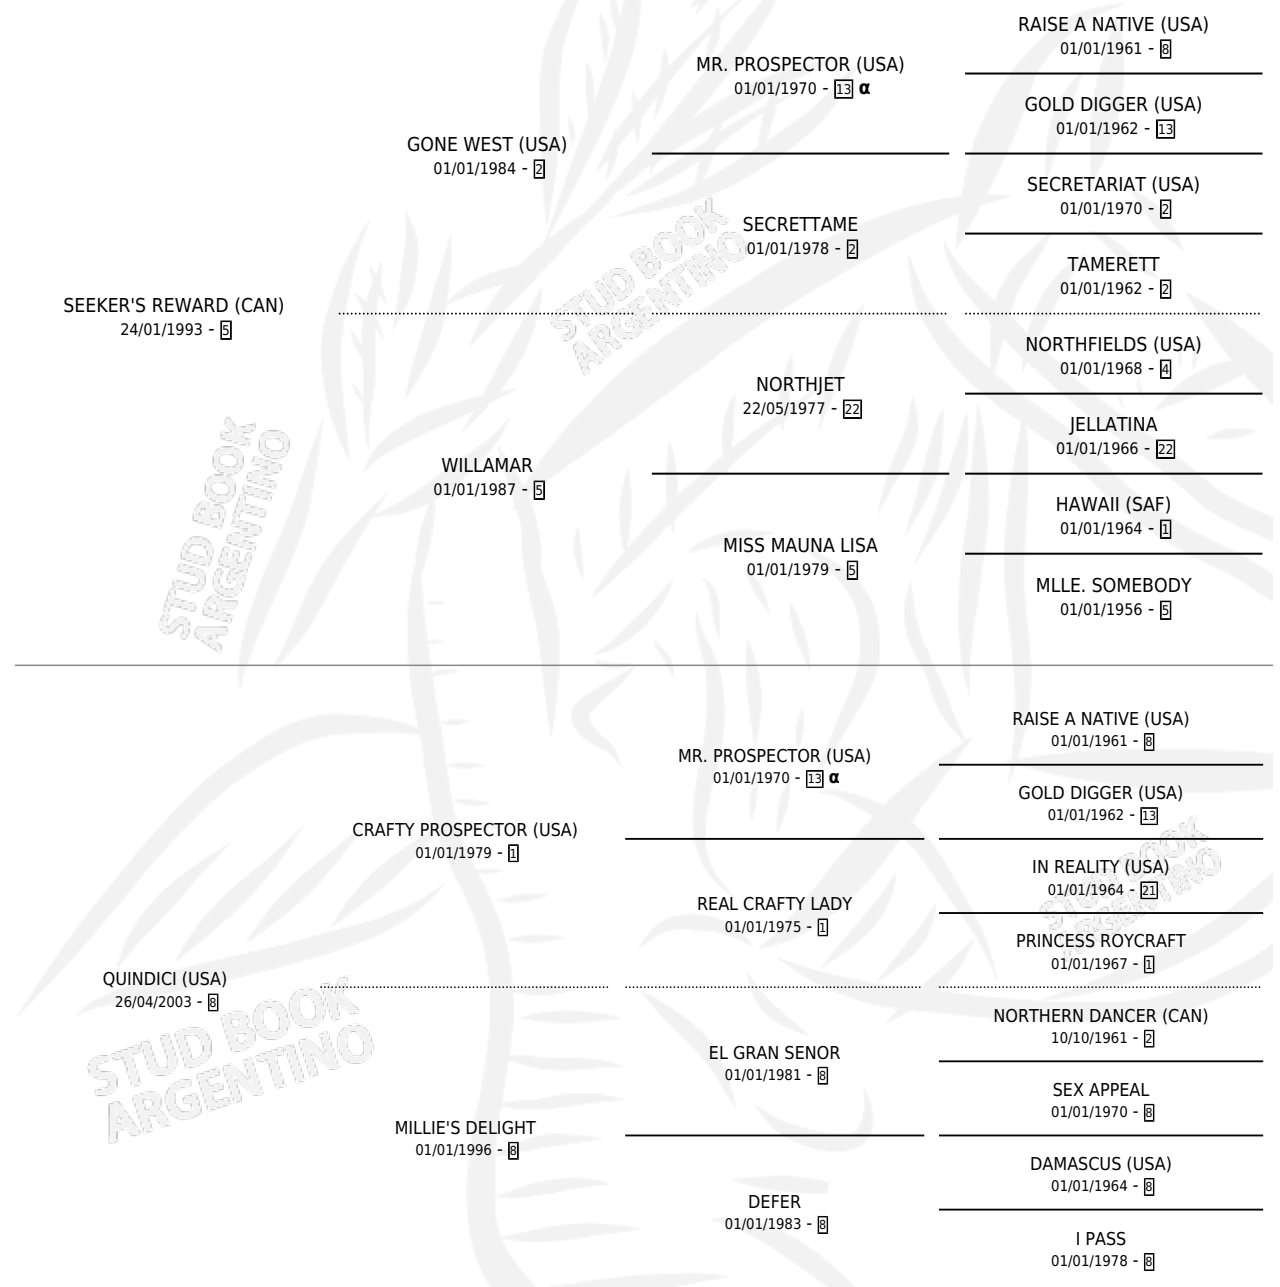 RAISE A NATIVE (USA)
01/01/1961 - 8
MR. PROSPECTOR (USA)
01/01/1970 - 13 α
GOLD DIGGER (USA)
01/01/1962 - 13
GONE WEST (USA)
01/01/1984 - 2
SECRETARIAT (USA)
01/01/1970 - 2
SECRETTAME
01/01/1978 - 2
TAMERETT
01/01/1962 - 2
SEEKER'S REWARD (CAN)
24/01/1993 - 5
NORTHFIELDS (USA)
01/01/1968 - 4
NORTHJET
22/05/1977 - 22
JELLATINA
01/01/1966 - 22
WILLAMAR
01/01/1987 - 5
HAWAII (SAF)
01/01/1964 - 1
MISS MAUNA LISA
01/01/1979 - 5
MLLE. SOMEBODY
01/01/1956 - 5
RAISE A NATIVE (USA)
01/01/1961 - 8
MR. PROSPECTOR (USA)
01/01/1970 - 13 α
GOLD DIGGER (USA)
01/01/1962 - 13
CRAFTY PROSPECTOR (USA)
01/01/1979 - 1
IN REALITY (USA)
01/01/1964 - 21
REAL CRAFTY LADY
01/01/1975 - 1
PRINCESS ROYCRAFT
01/01/1967 - 1
QUINDICI (USA)
26/04/2003 - 8
NORTHERN DANCER (CAN)
10/10/1961 - 2
EL GRAN SENOR
01/01/1981 - 8
SEX APPEAL
01/01/1970 - 8
MILLIE'S DELIGHT
01/01/1996 - 8
DAMASCUS (USA)
01/01/1964 - 8
DEFER
01/01/1983 - 8
I PASS
01/01/1978 - 8
STUD BOOK
ARGENTINO
STUD BOOK
ARGENTINO
STUD BOOK
ARGENTINO
STUD BOOK
ARGENTINO